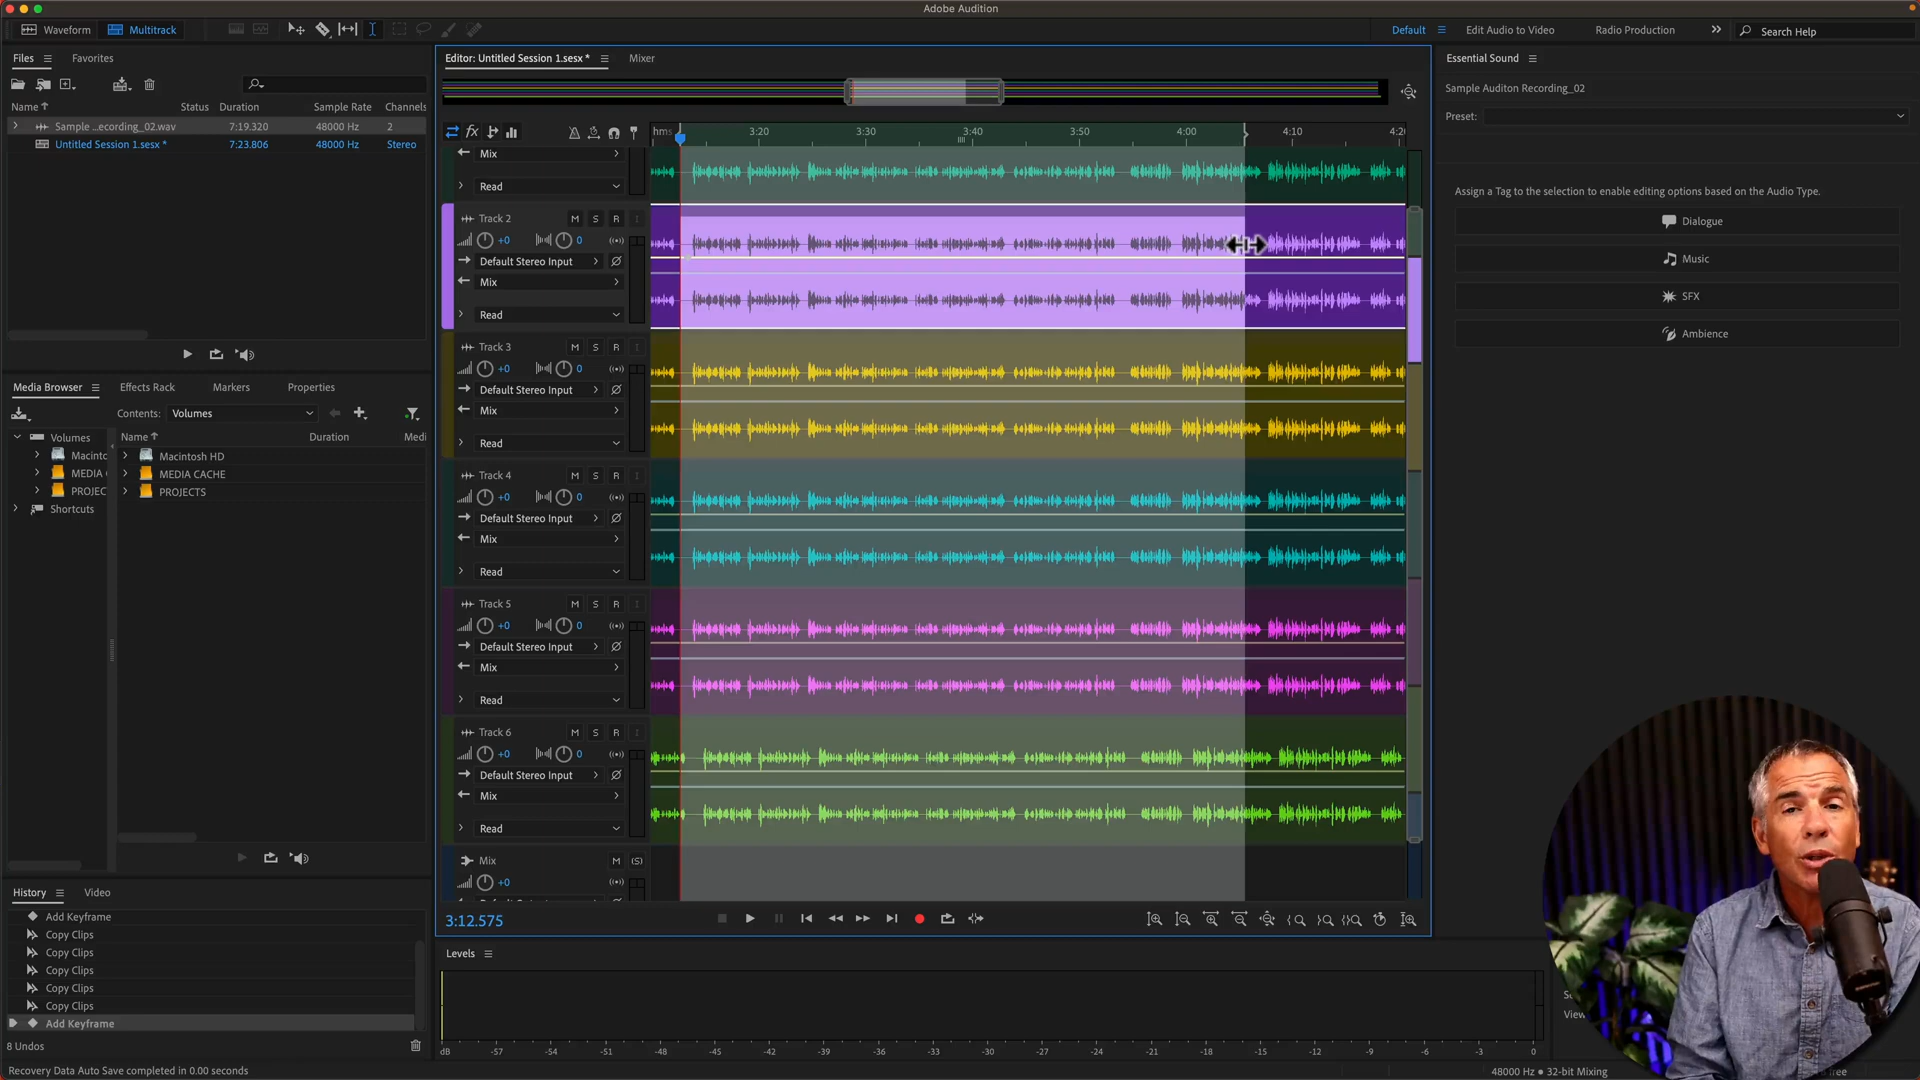 Adobe Audition
Waveform Multitrack Default Edit Audio to Video Radio Production Search Help
Files Favorites
Name Status Duration Sample Rate Channels
Sample ...ecording_02.wav 7:19.320 48000 Hz 2
Untitled Session 1.sesx * 7:23.806 48000 Hz Stereo
Media Browser Effects Rack Markers Properties
Contents: Volumes
Volumes
Macinto
MEDIA
PROJEC
Shortcuts
Name Duration Medi
Macintosh HD
MEDIA CACHE
PROJECTS
History Video
Add Keyframe
Copy Clips
Copy Clips
Copy Clips
Copy Clips
Copy Clips
Add Keyframe
8 Undos
Recovery Data Auto Save completed in 0.00 seconds
Editor: Untitled Session 1.sesx * Mixer
fx
hms 3:20 3:30 3:40 3:50 4:00 4:10 4:20
Mix
Read
Track 2 M S R I
+0 0
Default Stereo Input
Mix
Read
Track 3 M S R I
+0 0
Default Stereo Input
Mix
Read
Track 4 M S R I
+0 0
Default Stereo Input
Mix
Read
Track 5 M S R I
+0 0
Default Stereo Input
Mix
Read
Track 6 M S R I
+0 0
Default Stereo Input
Mix
Read
Mix M (S)
+0
3:12.575
Levels
dB -57 -54 -51 -48 -45 -42 -39 -36 -33 -30 -27 -24 -21 -18 -15 -12 -9 -6 -3 0
Essential Sound
Sample Auditon Recording_02
Preset:
Assign a Tag to the selection to enable editing options based on the Audio Type.
Dialogue
Music
SFX
Ambience
View
48000 Hz ● 32-bit Mixing free